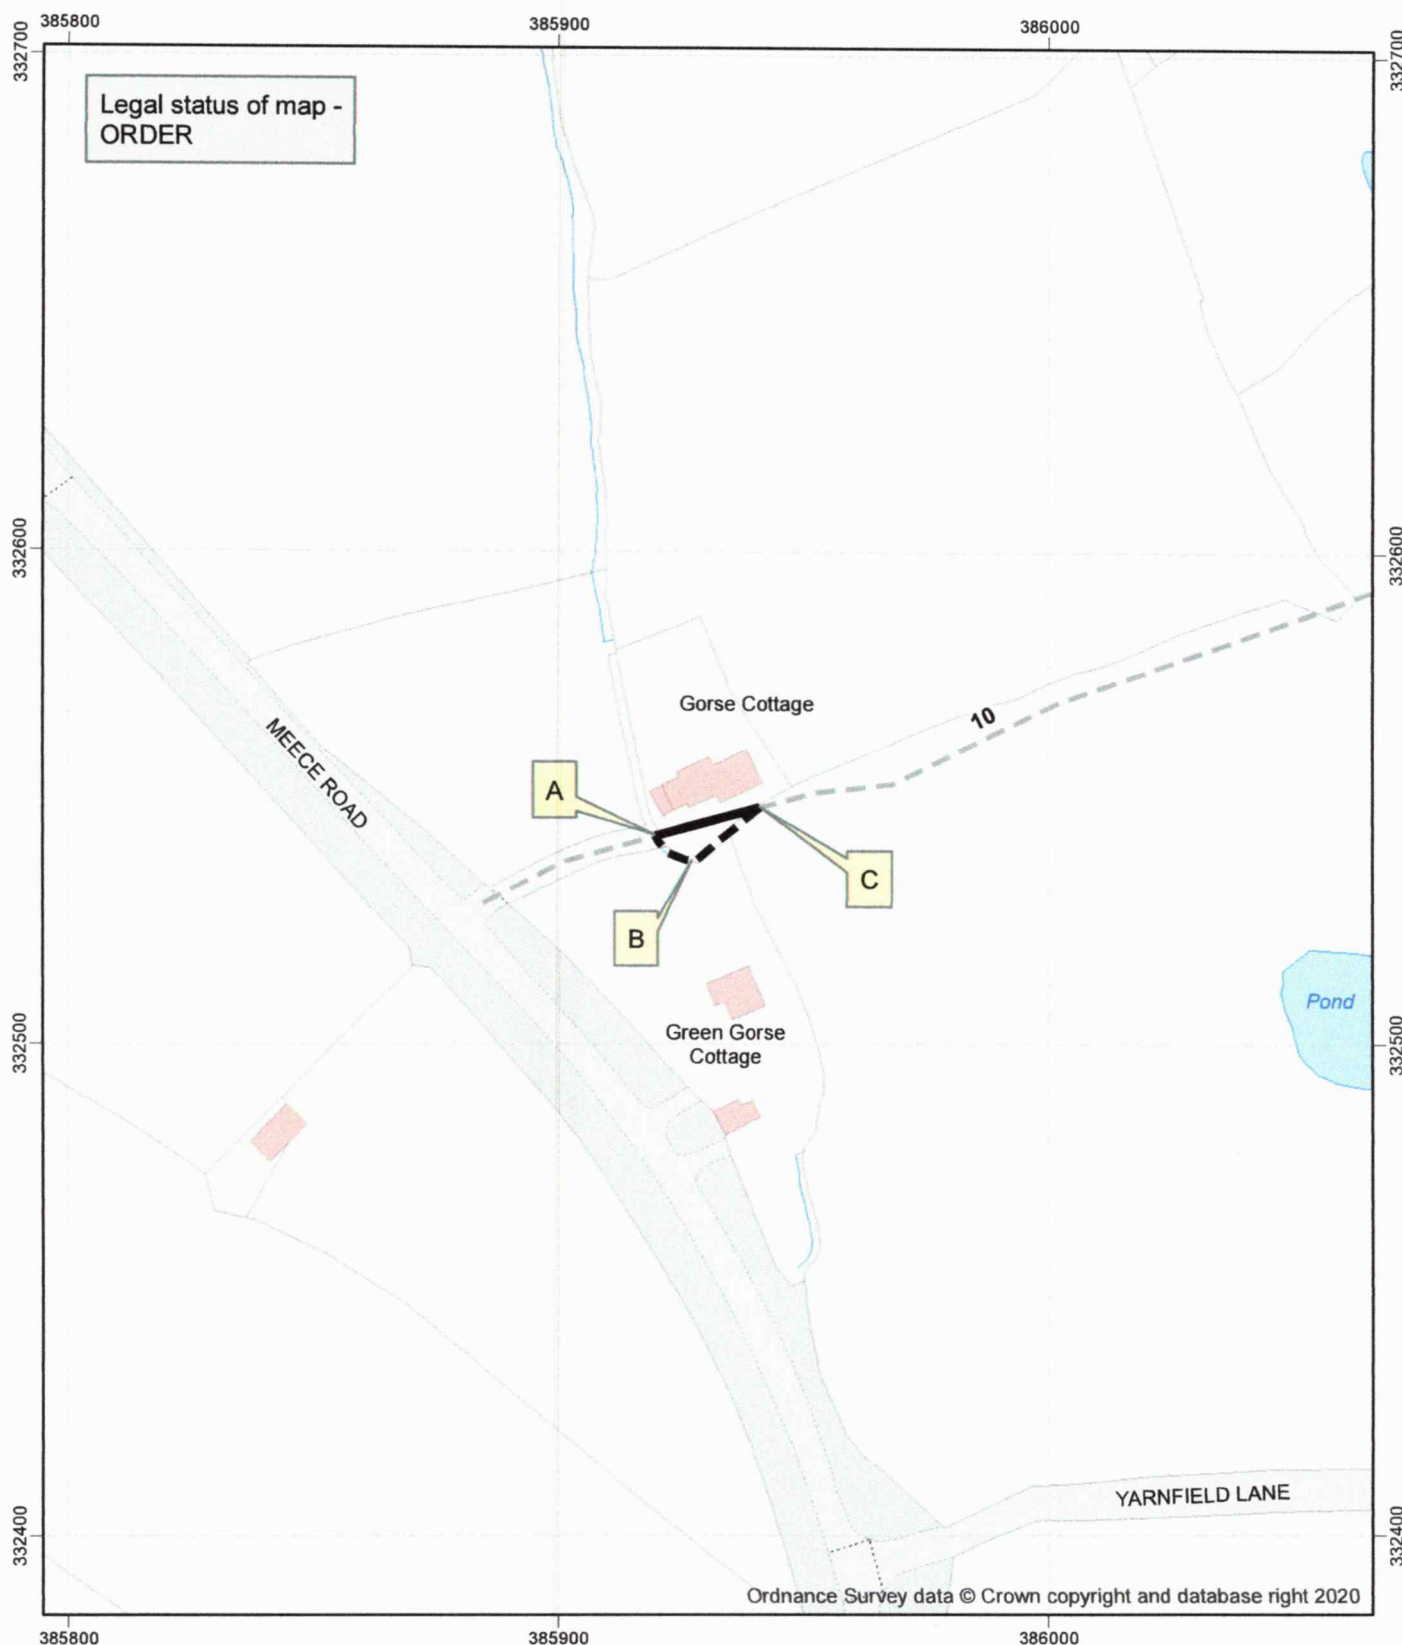 385800
385900
386000
332700
332700
Legal status of map -
ORDER
332600
332600
Gorse Cottage
10
MEECE ROAD
A
C
B
Pond
Green Gorse
Cottage
332500
332500
YARNFIELD LANE
332400
332400
Ordnance Survey data © Crown copyright and database right 2020
385800
385900
386000